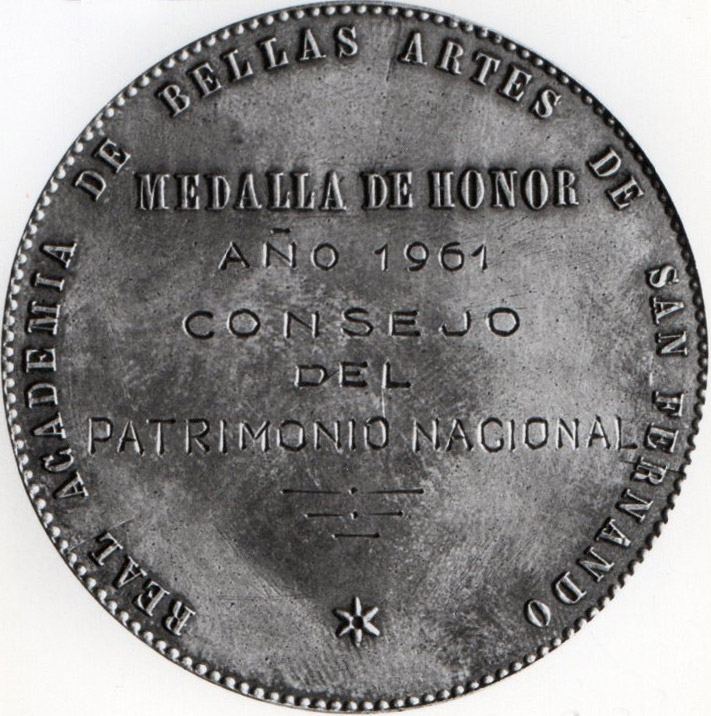 REAL ACADEMIA DE BELLAS ARTES DE SAN FERNANDO
MEDALLA DE HONOR
AÑO 1961
CONSEJO
DEL
PATRIMONIO NACIONAL